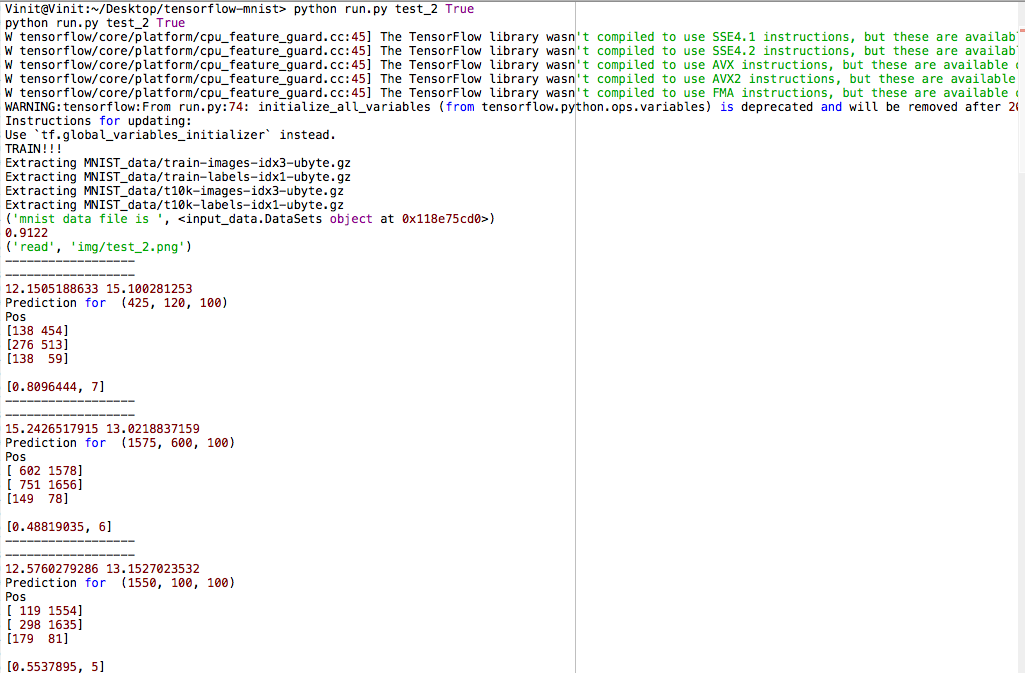 Vinit@Vinit:~/Desktop/tensorflow-mnist> python run.py test_2 True
python run.py test_2 True
W tensorflow/core/platform/cpu_feature_guard.cc:45] The TensorFlow library wasn't compiled to use SSE4.1 instructions, but these are availab
W tensorflow/core/platform/cpu_feature_guard.cc:45] The TensorFlow library wasn't compiled to use SSE4.2 instructions, but these are availab
W tensorflow/core/platform/cpu_feature_guard.cc:45] The TensorFlow library wasn't compiled to use AVX instructions, but these are available
W tensorflow/core/platform/cpu_feature_guard.cc:45] The TensorFlow library wasn't compiled to use AVX2 instructions, but these are available
W tensorflow/core/platform/cpu_feature_guard.cc:45] The TensorFlow library wasn't compiled to use FMA instructions, but these are available
WARNING:tensorflow:From run.py:74: initialize_all_variables (from tensorflow.python.ops.variables) is deprecated and will be removed after 20
Instructions for updating:
Use `tf.global_variables_initializer` instead.
TRAIN!!!
Extracting MNIST_data/train-images-idx3-ubyte.gz
Extracting MNIST_data/train-labels-idx1-ubyte.gz
Extracting MNIST_data/t10k-images-idx3-ubyte.gz
Extracting MNIST_data/t10k-labels-idx1-ubyte.gz
('mnist data file is ', <input_data.DataSets object at 0x118e75cd0>)
0.9122
('read', 'img/test_2.png')
------------------
------------------
12.1505188633 15.100281253
Prediction for  (425, 120, 100)
Pos
[138 454]
[276 513]
[138  59]

[0.8096444, 7]
------------------
------------------
15.2426517915 13.0218837159
Prediction for  (1575, 600, 100)
Pos
[ 602 1578]
[ 751 1656]
[149  78]

[0.48819035, 6]
------------------
------------------
12.5760279286 13.1527023532
Prediction for  (1550, 100, 100)
Pos
[ 119 1554]
[ 298 1635]
[179  81]

[0.5537895, 5]